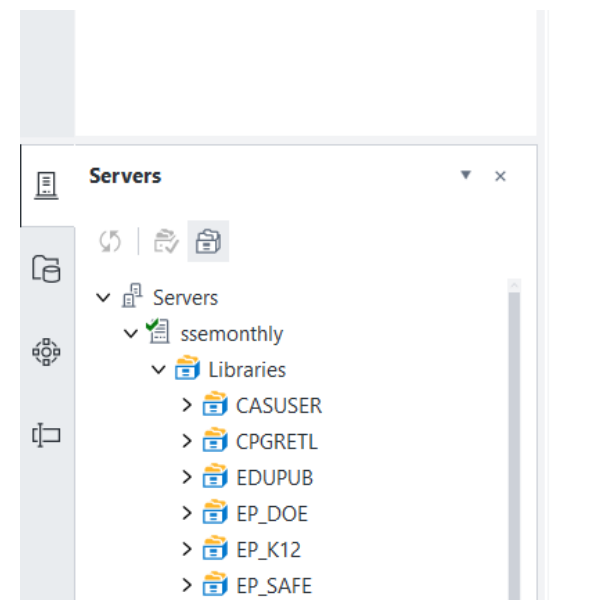 Servers
Servers
ssemonthly
Libraries
CASUSER
CPGRETL
EDUPUB
EP_DOE
EP_K12
EP_SAFE